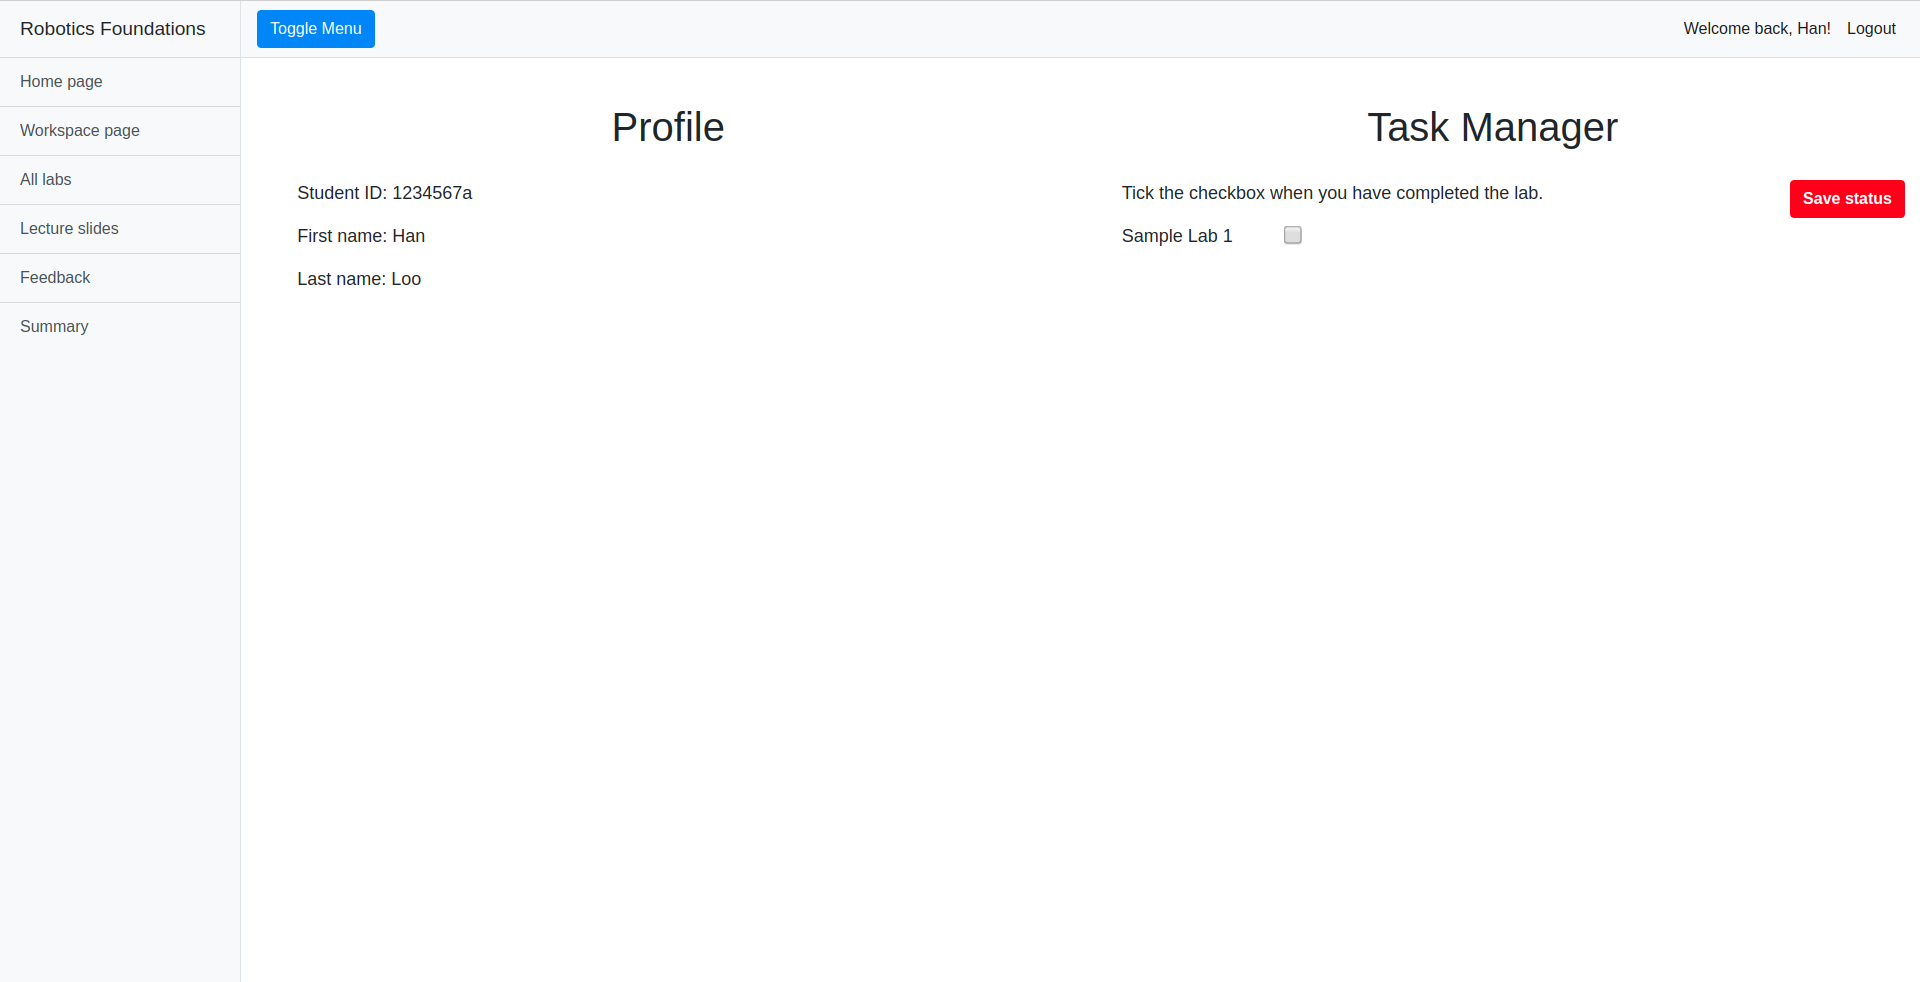 Robotics Foundations
Toggle Menu
Welcome back, Han!
Logout
Home page
Workspace page
All labs
Lecture slides
Feedback
Summary
Profile
Student ID: 1234567a
First name: Han
Last name: Loo
Task Manager
Tick the checkbox when you have completed the lab.
Save status
Sample Lab 1